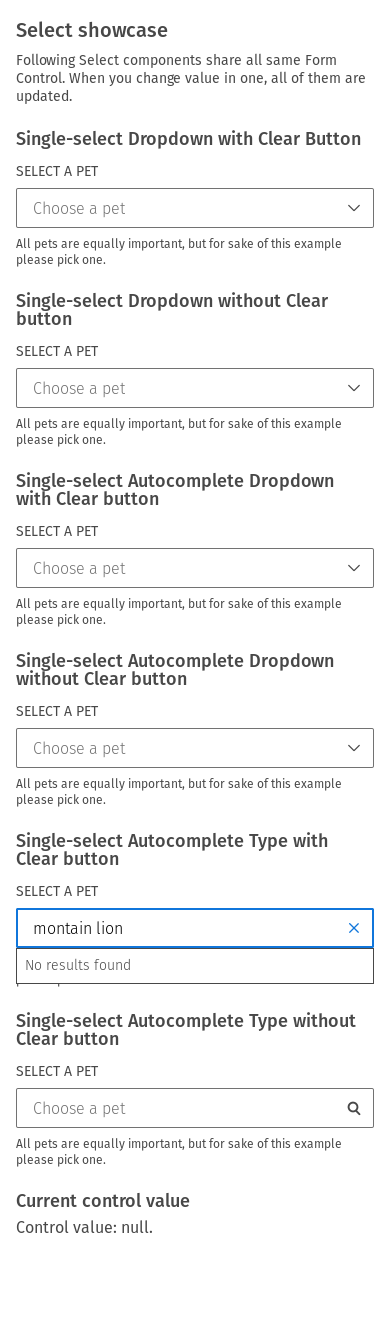 Select showcase
Following Select components share all same Form
Control. When you change value in one, all of them are
updated.
Single-select Dropdown with Clear Button
SELECT A PET
Choose a pet
All pets are equally important, but for sake of this example
please pick one.
Single-select Dropdown without Clear
button
SELECT A PET
Choose a pet
All pets are equally important, but for sake of this example
please pick one.
Single-select Autocomplete Dropdown
with Clear button
SELECT A PET
Choose a pet
All pets are equally important, but for sake of this example
please pick one.
Single-select Autocomplete Dropdown
without Clear button
SELECT A PET
Choose a pet
All pets are equally important, but for sake of this example
please pick one.
Single-select Autocomplete Type with
Clear button
SELECT A PET
montain lion
No results found
Single-select Autocomplete Type without
Clear button
SELECT A PET
Choose a pet
All pets are equally important, but for sake of this example
please pick one.
Current control value
Control value: null.